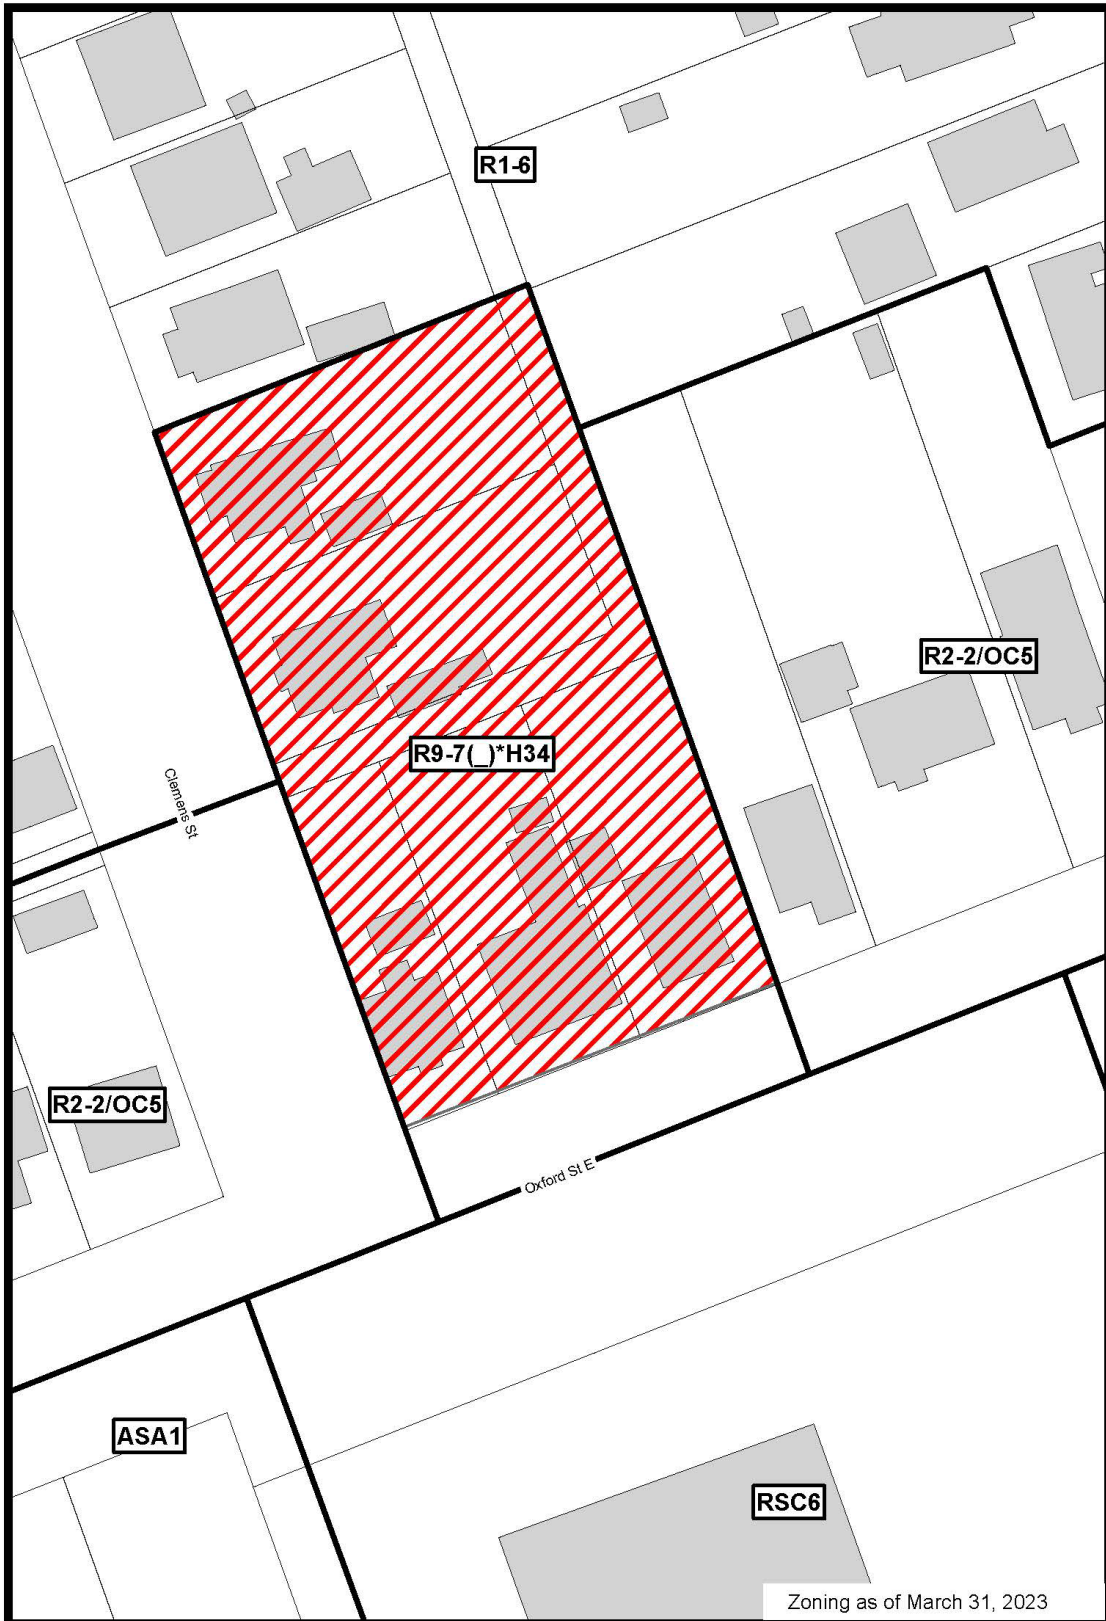 R1-6
R2-2/OC5
R9-7(_)*H34
Clemens St
R2-2/OC5
Oxford St E
ASA1
RSC6
Zoning as of March 31, 2023